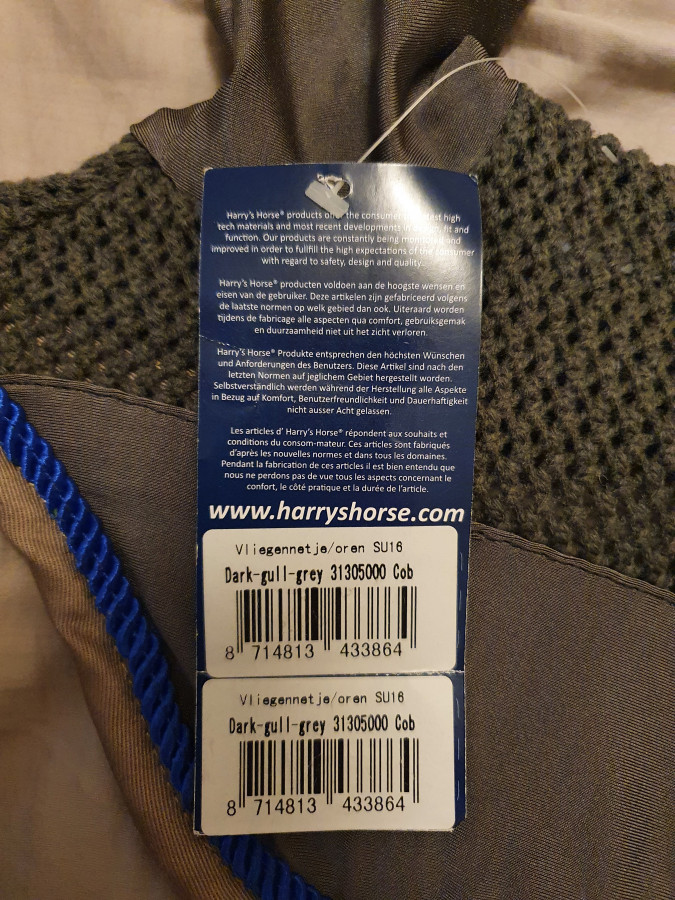 Harry's Horse® products offer the consumer latest high
tech materials and most recent developments in fit and
function. Our products are constantly being and
improved in order to fullfill the high expectations of the consumer
with regard to safety, design and quality.
Harry's Horse® producten voldoen aan de hoogste wensen en
eisen van de gebruiker. Deze artikelen zijn gefabriceerd volgens
de laatste normen op welk gebied dan ook. Uiteraard worden
tijdens de fabricage alle aspecten qua comfort, gebruiksgemak
en duurzaamheid niet uit het zicht verloren.
Harry's Horse® Produkte entsprechen den höchsten Wünschen
und Anforderungen des Benutzers. Diese Artikel sind nach den
letzten Normen auf jeglichem Gebiet hergestellt worden.
Selbstverständlich werden während der Herstellung alle Aspekte
in Bezug auf Komfort, Benutzerfreundlichkeit und Dauerhaftigkeit
nicht ausser Acht gelassen.
Les articles d' Harry's Horse® répondent aux souhaits et
conditions du consom-mateur. Ces articles sont fabriqués
d'après les nouvelles normes et dans tous les domaines.
Pendant la fabrication de ces articles il est bien entendu que
nous ne perdons pas de vue tous les aspects concernant le
confort, le côté pratique et la durée de l'article.
www.harryshorse.com
Vliegennetje/oren SU16
Dark-gull-grey 31305000 Cob
8 714813 433864
Vliegennetje/oren SU16
Dark-gull-grey 31305000 Cob
8 714813 433864